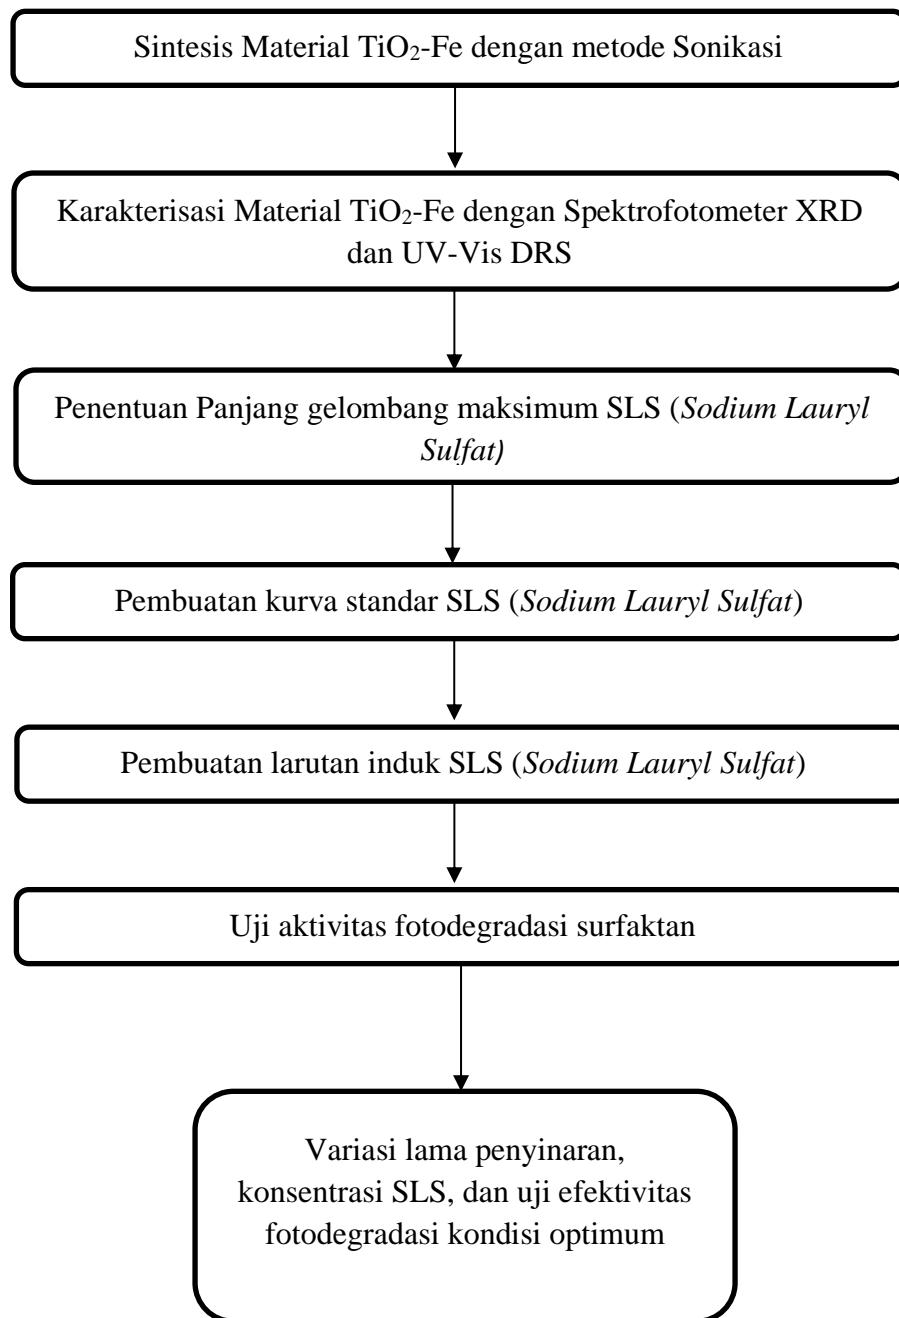 Sintesis Material TiO₂-Fe dengan metode Sonikasi
Karakterisasi Material TiO₂-Fe dengan Spektrofotometer XRD
dan UV-Vis DRS
Penentuan Panjang gelombang maksimum SLS (Sodium Lauryl
Sulfat)
Pembuatan kurva standar SLS (Sodium Lauryl Sulfat)
Pembuatan larutan induk SLS (Sodium Lauryl Sulfat)
Uji aktivitas fotodegradasi surfaktan
Variasi lama penyinaran,
konsentrasi SLS, dan uji efektivitas
fotodegradasi kondisi optimum